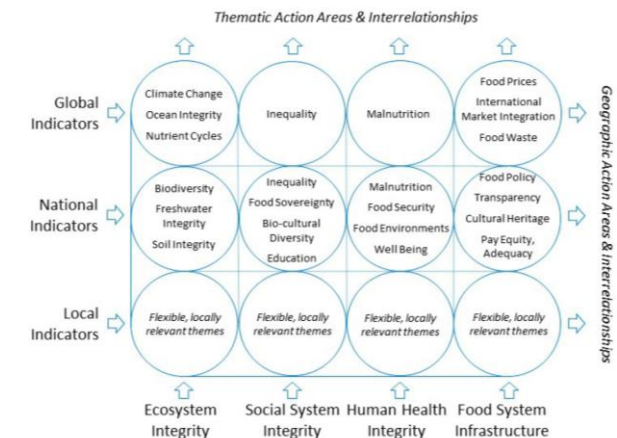 Thematic Action Areas & Interrelationships
Global
Indicators
Climate Change
Ocean Integrity
Nutrient Cycles
Inequality
Malnutrition
Food Prices
International
Market Integration
Food Waste
National
Indicators
Biodiversity
Freshwater
Integrity
Soil Integrity
Inequality
Food Sovereignty
Bio-cultural
Diversity
Education
Malnutrition
Food Security
Food Environments
Well Being
Food Policy
Transparency
Cultural Heritage
Pay Equity,
Adequacy
Local
Indicators
Flexible, locally
relevant themes
Flexible, locally
relevant themes
Flexible, locally
relevant themes
Flexible, locally
relevant themes
Geographic Action Areas & Interrelationships
Ecosystem
Integrity
Social System
Integrity
Human Health
Integrity
Food System
Infrastructure